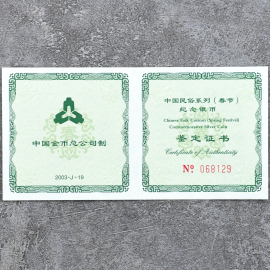 中国金币总公司制
2003-J-19
中国民俗系列(春节)
纪念银币
Chinese Folk Custom (Spring Festival)
Commemorative Silver Coin
鉴定证书
Certificate of Authenticity
Nº 068129